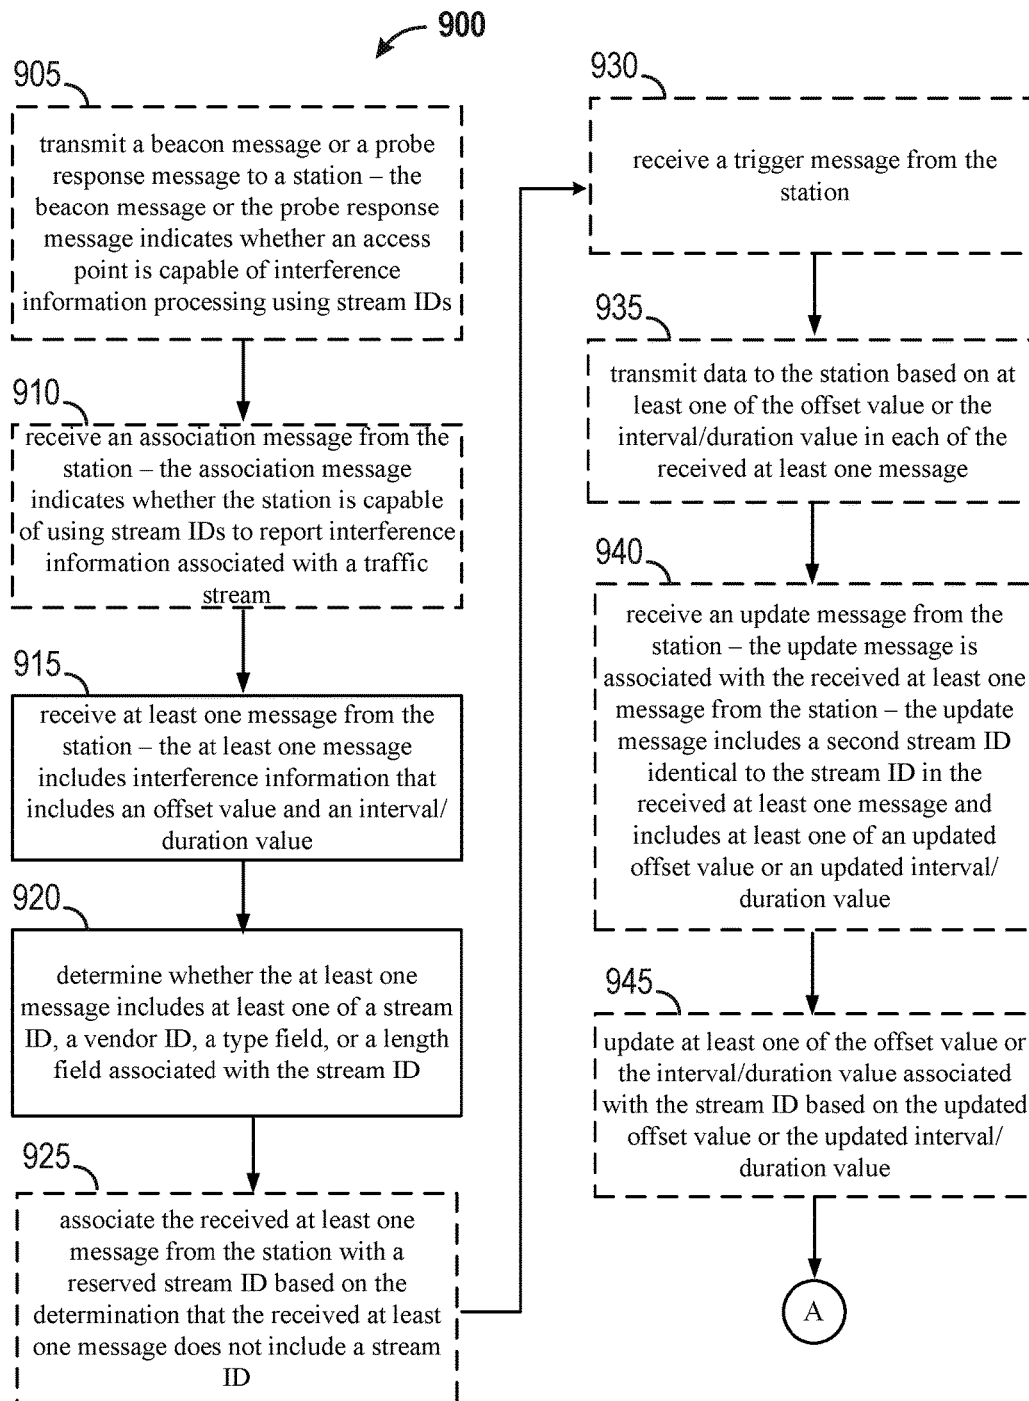 900
905
transmit a beacon message or a probe
response message to a station – the
beacon message or the probe response
message indicates whether an access
point is capable of interference
information processing using stream IDs
910
receive an association message from the
station – the association message
indicates whether the station is capable
of using stream IDs to report interference
information associated with a traffic
stream
915
receive at least one message from the
station – the at least one message
includes interference information that
includes an offset value and an interval/
duration value
920
determine whether the at least one
message includes at least one of a stream
ID, a vendor ID, a type field, or a length
field associated with the stream ID
925
associate the received at least one
message from the station with a
reserved stream ID based on the
determination that the received at least
one message does not include a stream
ID
930
receive a trigger message from the
station
935
transmit data to the station based on at
least one of the offset value or the
interval/duration value in each of the
received at least one message
940
receive an update message from the
station – the update message is
associated with the received at least one
message from the station – the update
message includes a second stream ID
identical to the stream ID in the
received at least one message and
includes at least one of an updated
offset value or an updated interval/
duration value
945
update at least one of the offset value or
the interval/duration value associated
with the stream ID based on the updated
offset value or the updated interval/
duration value
A